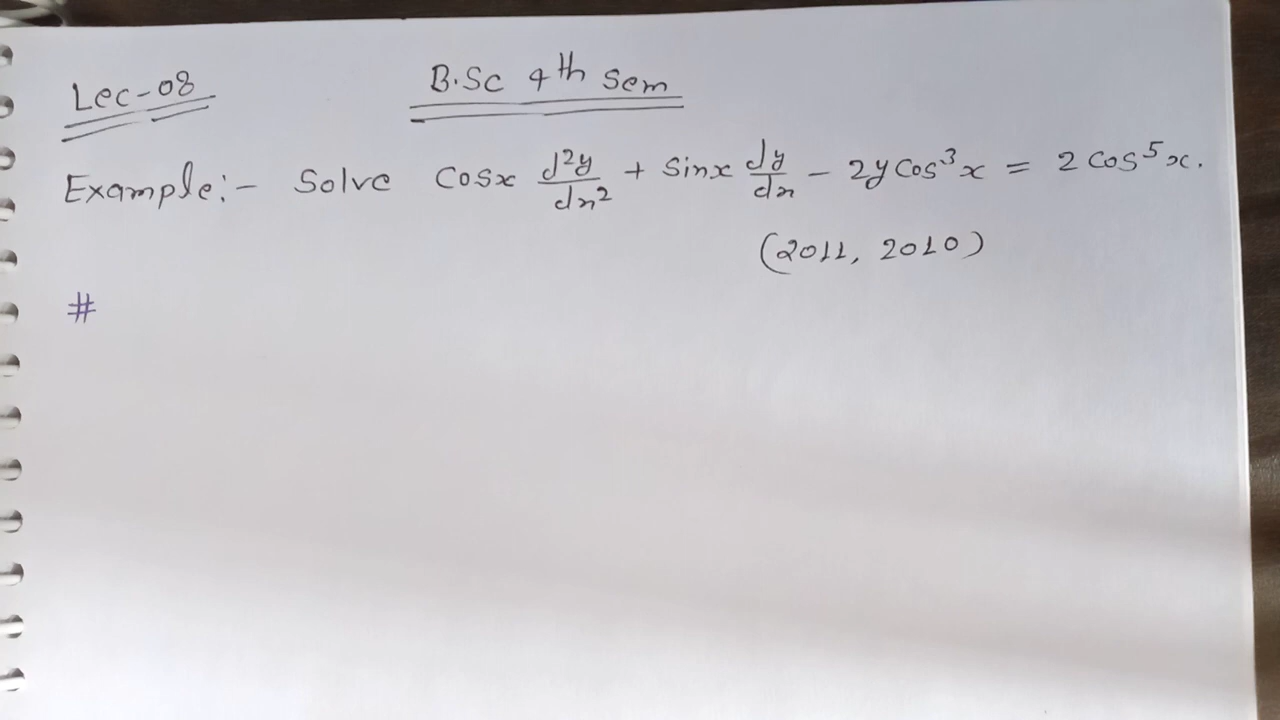 Lec-08 B.Sc 4th Sem
Example:- Solve Cosx d²y/dx² + Sinx dy/dx - 2y Cos³x = 2 Cos⁵x.
(2011, 2010)
#